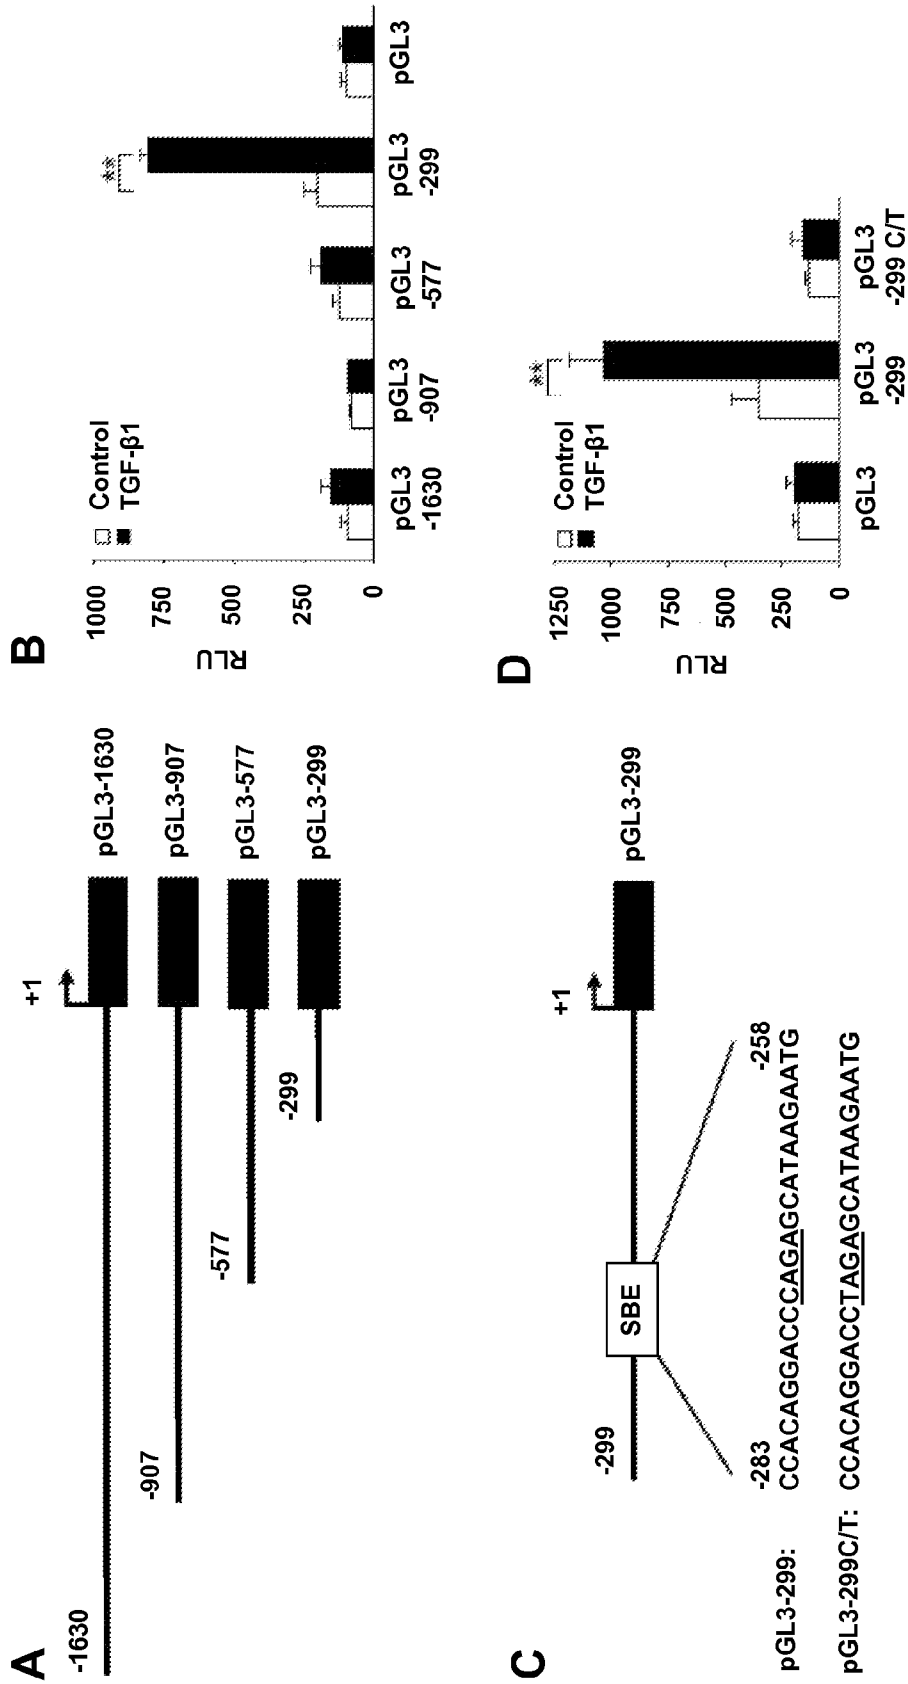 A
-1630
+1
pGL3-1630
-907
pGL3-907
-577
pGL3-577
-299
pGL3-299
B
RLU
1000
750
500
250
0
Control
TGF-β1
**
pGL3
-1630
pGL3
-907
pGL3
-577
pGL3
-299
pGL3
C
-299
SBE
+1
pGL3-299
-283
-258
pGL3-299: CCACAGGACCCAGAGCATAAGAATG
pGL3-299C/T: CCACAGGACCTAGAGCATAAGAATG
D
RLU
1250
1000
750
500
250
0
Control
TGF-β1
**
pGL3
pGL3
-299
pGL3
-299 C/T